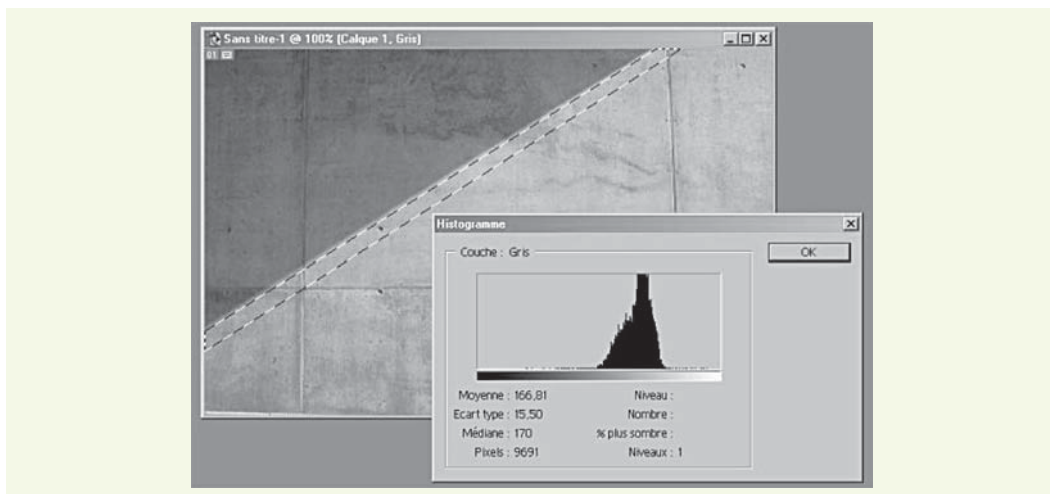 Sans titre-1 @ 100% (Calque 1, Gris)
01
Histogramme
Couche : Gris
OK
Moyenne : 166,81
Niveau :
Ecart type : 15,50
Nombre :
Médiane : 170
% plus sombre :
Pixels : 9691
Niveaux : 1